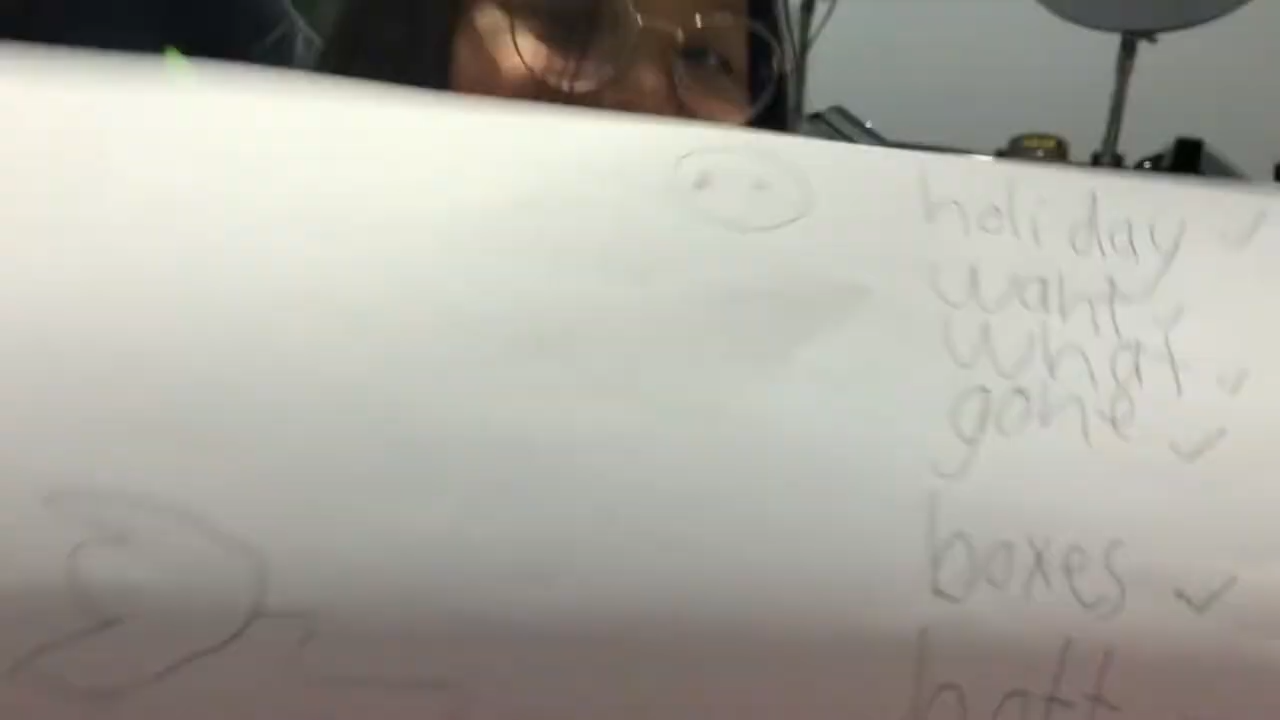 holiday ✓
want ✓
what ✓
gone ✓
boxes ✓